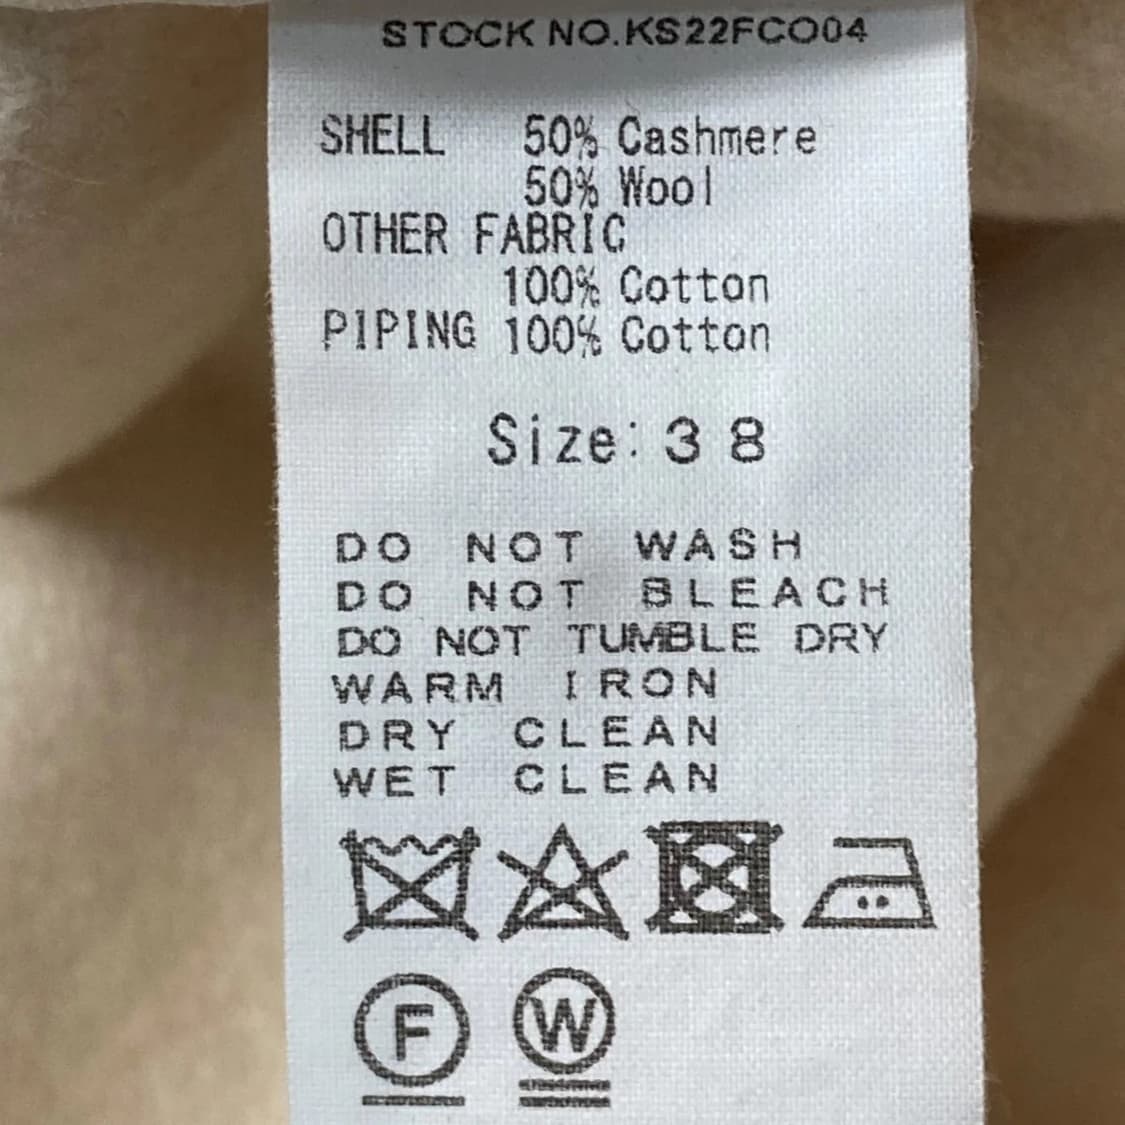 STOCK NO.KS22FCO04
SHELL 50% Cashmere
50% Wool
OTHER FABRIC
100% Cotton
PIPING 100% Cotton
Size:38
DO NOT WASH
DO NOT BLEACH
DO NOT TUMBLE DRY
WARM IRON
DRY CLEAN
WET CLEAN
F W